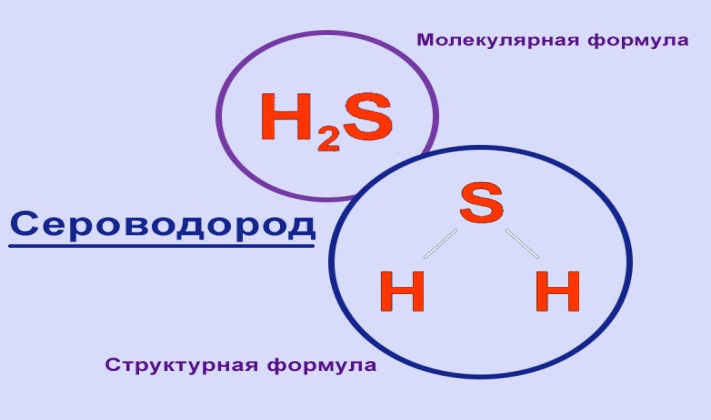 Молекулярная формула
H₂S
S
H H
Сероводород
Структурная формула